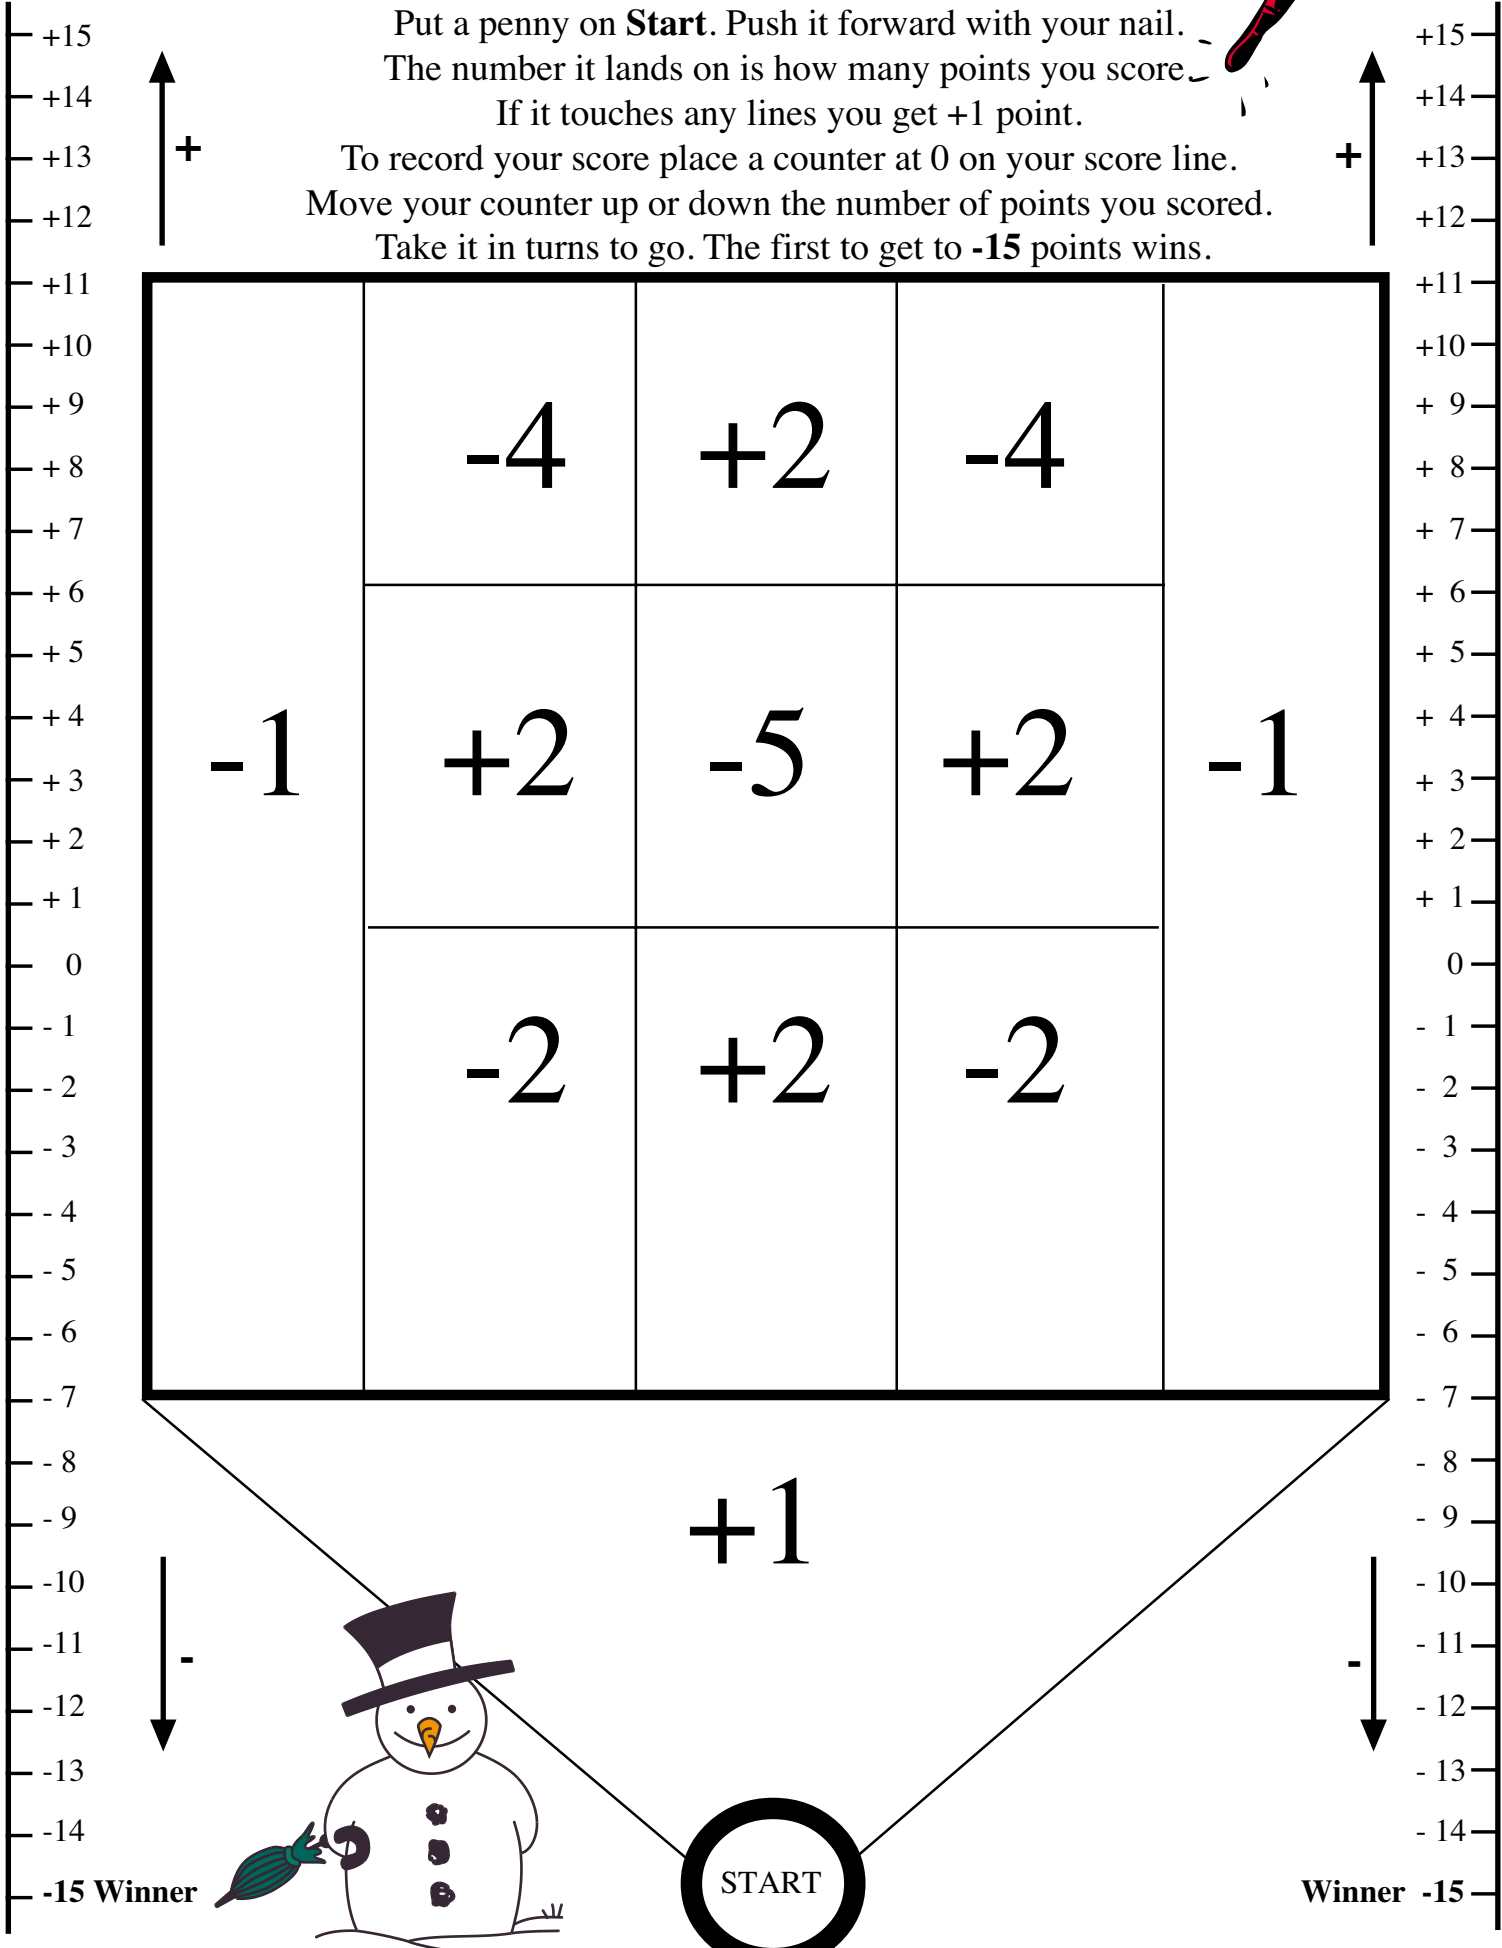 Put a penny on Start. Push it forward with your nail.
The number it lands on is how many points you score.
If it touches any lines you get +1 point.
To record your score place a counter at 0 on your score line.
Move your counter up or down the number of points you scored.
Take it in turns to go. The first to get to -15 points wins.
+15 +15
+14 +14
+ +
+13 +13
+12 +12
+11 +11
+10 +10
+ 9 + 9
-4 +2 -4
+ 8 + 8
+ 7 + 7
+ 6 + 6
+ 5 + 5
+ 4 + 4
-1 +2 -5 +2 -1
+ 3 + 3
+ 2 + 2
+ 1 + 1
0 0
- 1 - 1
-2 +2 -2
- 2 - 2
- 3 - 3
- 4 - 4
- 5 - 5
- 6 - 6
- 7 - 7
- 8 - 8
- 9 - 9
+1
-10 - 10
-11 - 11
- -
-12 - 12
-13 - 13
-14 - 14
START
-15 Winner Winner -15